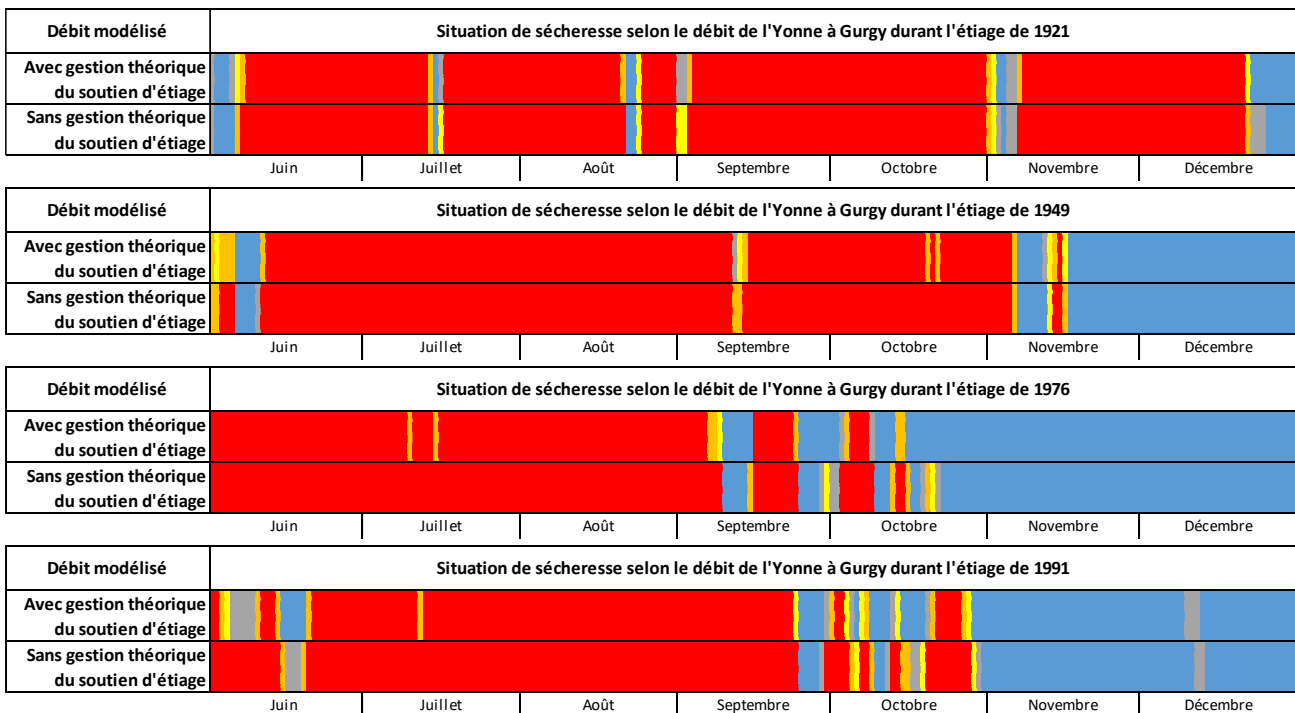 Débit modélisé
Situation de sécheresse selon le débit de l'Yonne à Gurgy durant l'étiage de 1921
Avec gestion théorique
du soutien d'étiage
Sans gestion théorique
du soutien d'étiage
Juin Juillet Août Septembre Octobre Novembre Décembre
Débit modélisé
Situation de sécheresse selon le débit de l'Yonne à Gurgy durant l'étiage de 1949
Avec gestion théorique
du soutien d'étiage
Sans gestion théorique
du soutien d'étiage
Juin Juillet Août Septembre Octobre Novembre Décembre
Débit modélisé
Situation de sécheresse selon le débit de l'Yonne à Gurgy durant l'étiage de 1976
Avec gestion théorique
du soutien d'étiage
Sans gestion théorique
du soutien d'étiage
Juin Juillet Août Septembre Octobre Novembre Décembre
Débit modélisé
Situation de sécheresse selon le débit de l'Yonne à Gurgy durant l'étiage de 1991
Avec gestion théorique
du soutien d'étiage
Sans gestion théorique
du soutien d'étiage
Juin Juillet Août Septembre Octobre Novembre Décembre